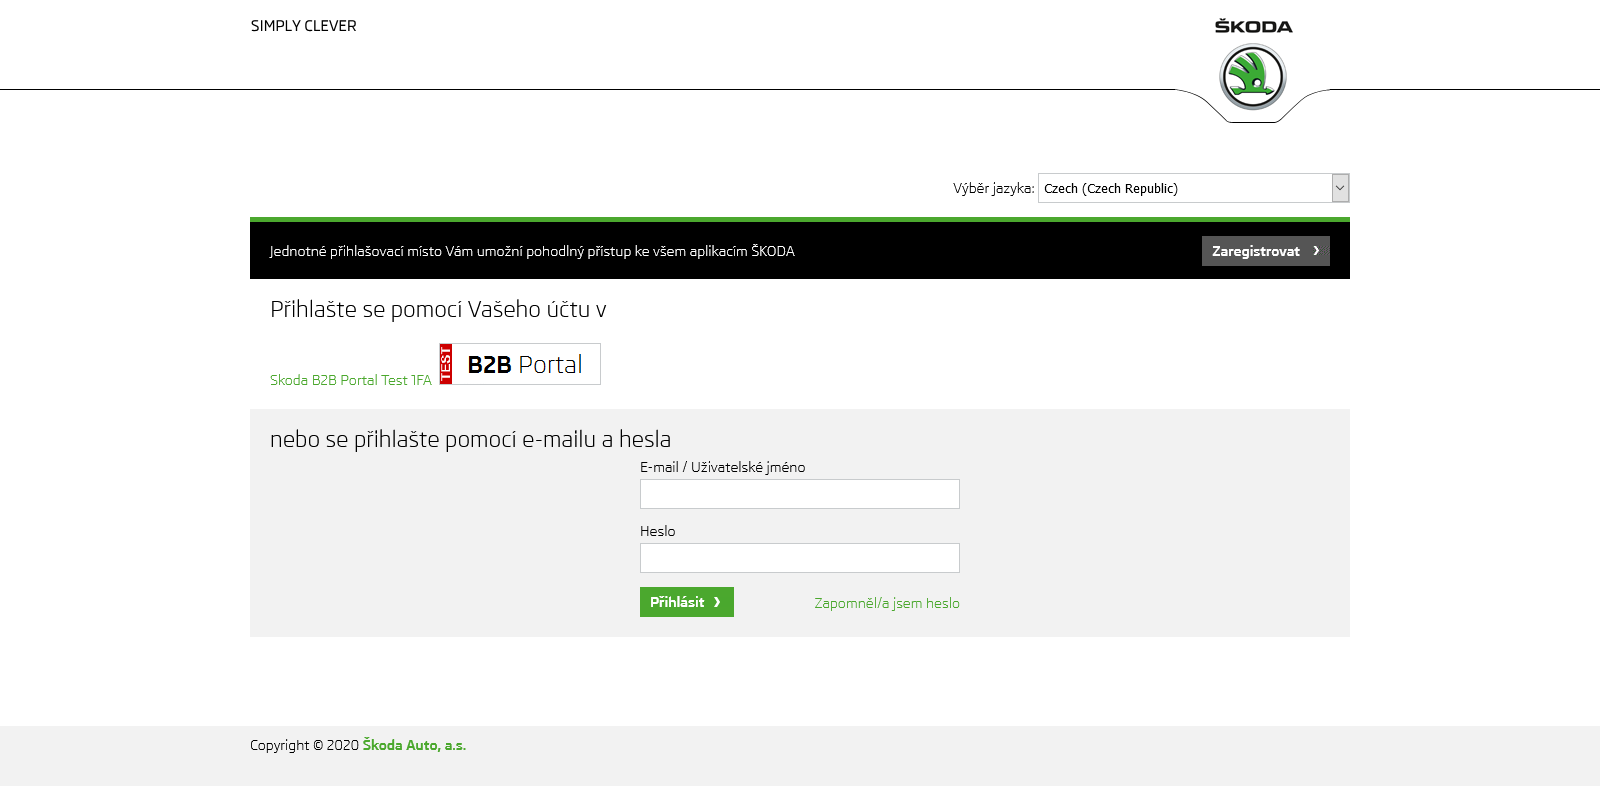 SIMPLY CLEVER
ŠKODA
Výběr jazyka: Czech (Czech Republic)
Jednotné přihlašovací místo Vám umožní pohodlný přístup ke všem aplikacím ŠKODA
Zaregistrovat
Přihlašte se pomocí Vašeho účtu v
Skoda B2B Portal Test 1FA
TEST
B2B Portal
nebo se přihlašte pomocí e-mailu a hesla
E-mail / Uživatelské jméno
Heslo
Přihlásit
Zapomněl/a jsem heslo
Copyright © 2020 Škoda Auto, a.s.